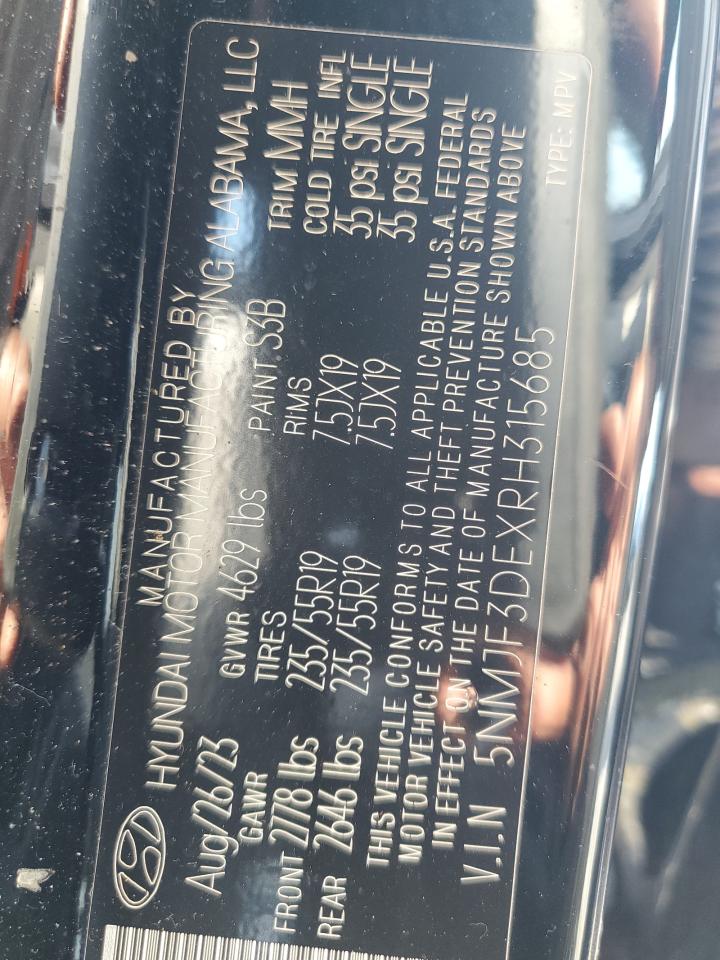 MANUFACTURED BY
HYUNDAI MOTOR MANUFACTURING ALABAMA, LLC
Aug/26/23 GVWR 4629 lbs PAINT: S3B TRIM MMH
GAWR TIRES RIMS COLD TIRE INFL
FRONT 2778 lbs 235/55R19 7.5JX19 35 psi SINGLE
REAR 2646 lbs 235/55R19 7.5JX19 35 psi SINGLE
THIS VEHICLE CONFORMS TO ALL APPLICABLE U.S.A. FEDERAL
MOTOR VEHICLE SAFETY AND THEFT PREVENTION STANDARDS
IN EFFECT ON THE DATE OF MANUFACTURE SHOWN ABOVE
V.I.N 5NMJF3DEXRH315685 TYPE: MPV